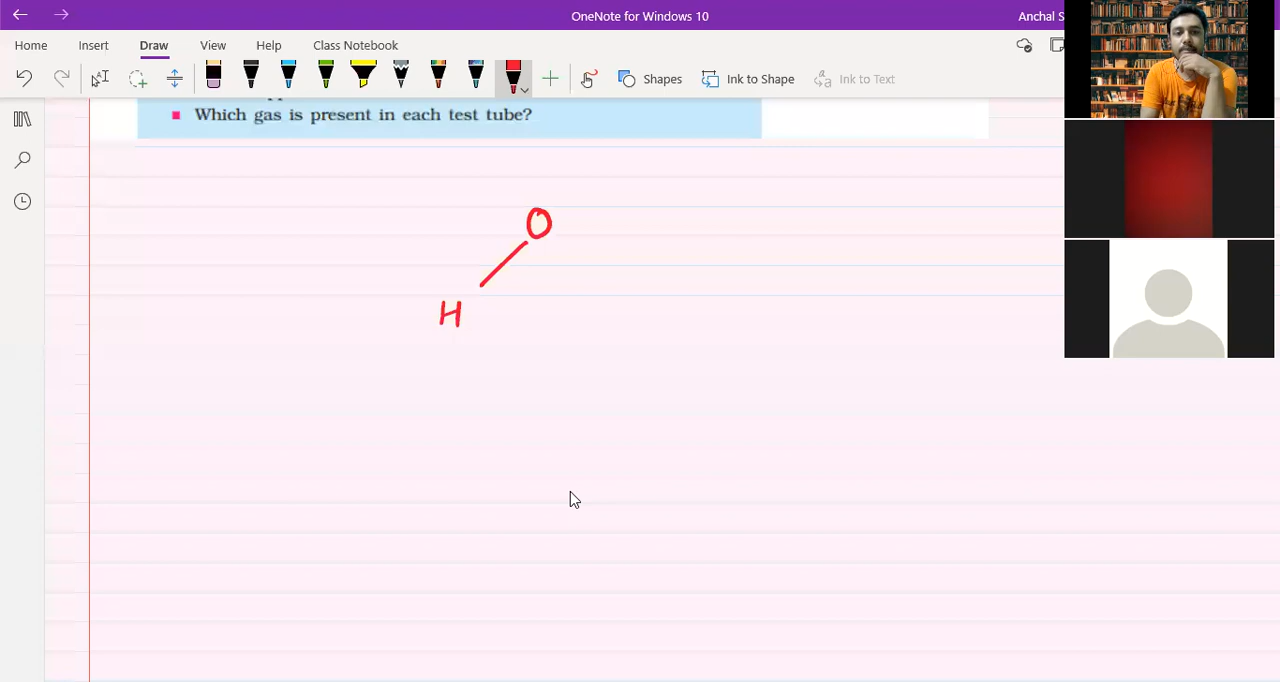 OneNote for Windows 10
Anchal S
Home Insert Draw View Help Class Notebook
Shapes Ink to Shape Ink to Text
Which gas is present in each test tube?
O
H